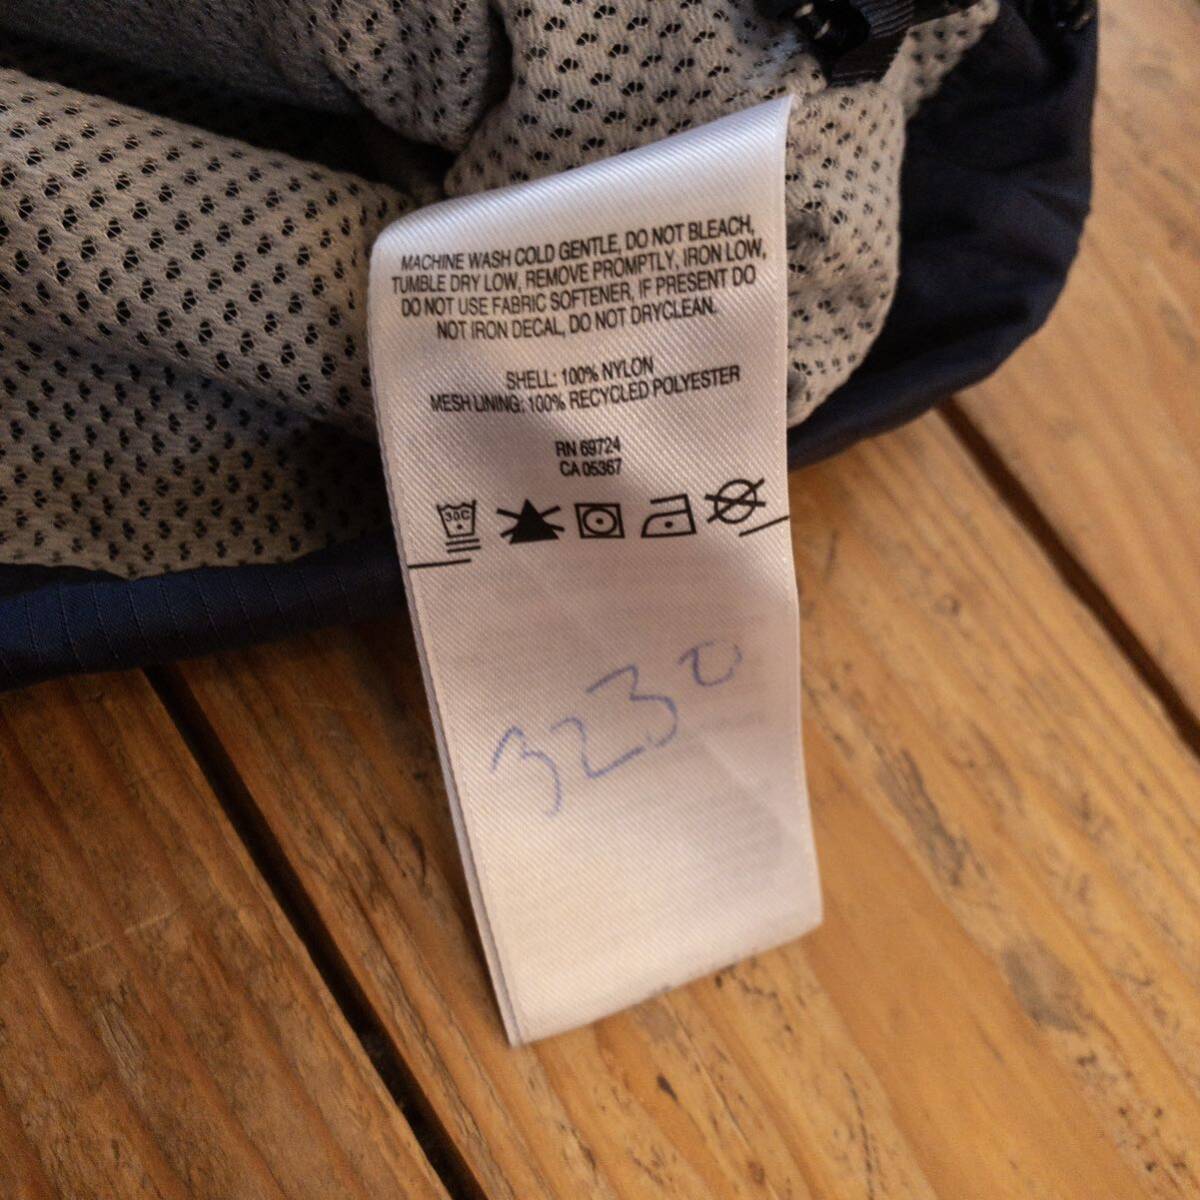 MACHINE WASH COLD GENTLE, DO NOT BLEACH,
TUMBLE DRY LOW, REMOVE PROMPTLY, IRON LOW,
DO NOT USE FABRIC SOFTENER, IF PRESENT DO
NOT IRON DECAL, DO NOT DRYCLEAN.
SHELL: 100% NYLON
MESH LINING: 100% RECYCLED POLYESTER
RN 69724
CA 05367
30C
3230